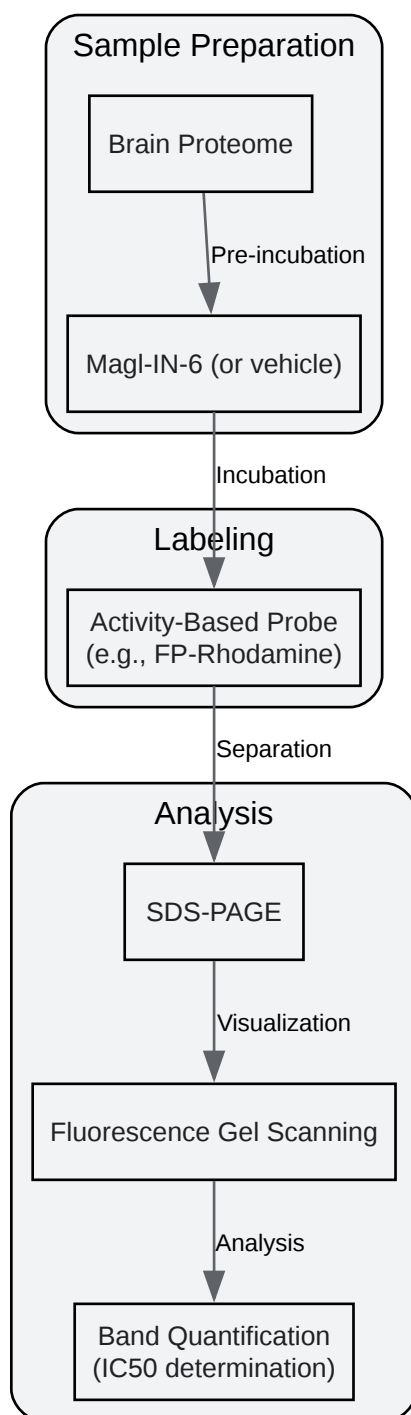 Sample Preparation
Brain Proteome
Pre-incubation
Magl-IN-6 (or vehicle)
Incubation
Labeling
Activity-Based Probe
(e.g., FP-Rhodamine)
Separation
Analysis
SDS-PAGE
Visualization
Fluorescence Gel Scanning
Analysis
Band Quantification
(IC50 determination)